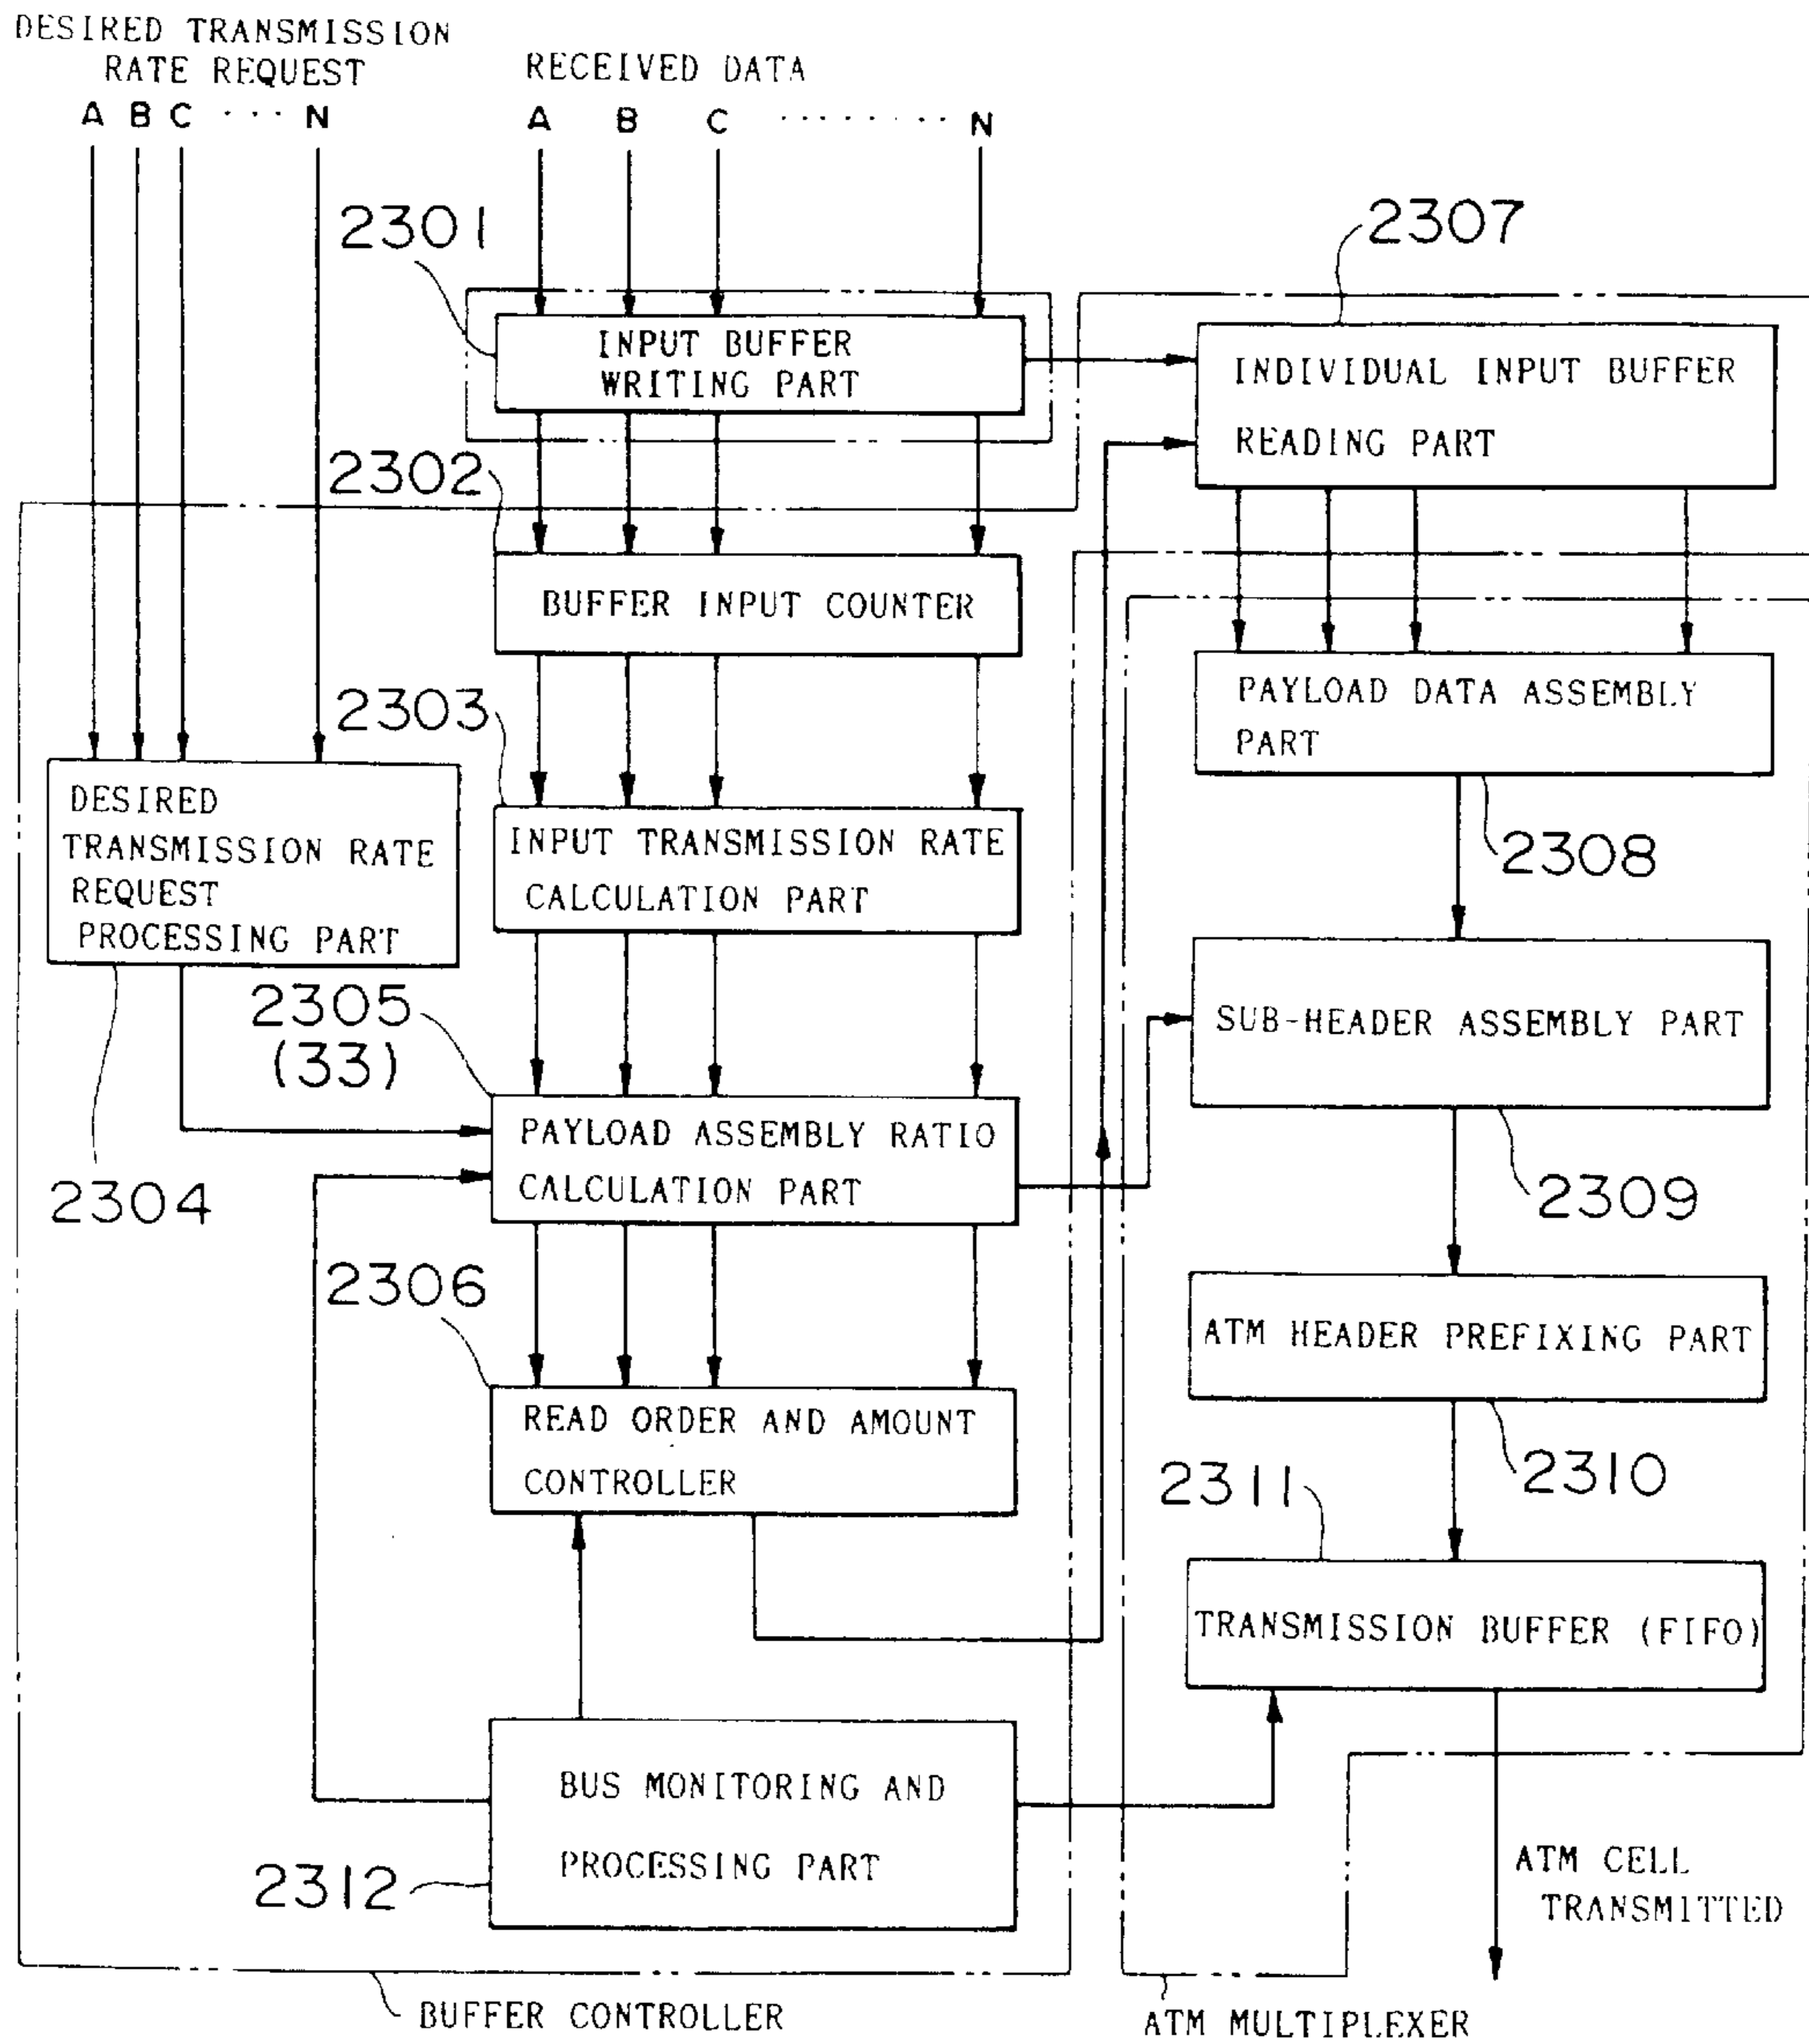 DESIRED TRANSMISSION
RATE REQUEST
A B C ... N
RECEIVED DATA
A B C ......... N
2301
INPUT BUFFER
WRITING PART
2307
INDIVIDUAL INPUT BUFFER
READING PART
2302
BUFFER INPUT COUNTER
PAYLOAD DATA ASSEMBLY
PART
2308
2303
INPUT TRANSMISSION RATE
CALCULATION PART
DESIRED
TRANSMISSION RATE
REQUEST
PROCESSING PART
2304
2305
(33)
PAYLOAD ASSEMBLY RATIO
CALCULATION PART
SUB-HEADER ASSEMBLY PART
2309
2306
READ ORDER AND AMOUNT
CONTROLLER
ATM HEADER PREFIXING PART
2310
2311
TRANSMISSION BUFFER (FIFO)
BUS MONITORING AND
PROCESSING PART
2312
ATM CELL
TRANSMITTED
BUFFER CONTROLLER
ATM MULTIPLEXER